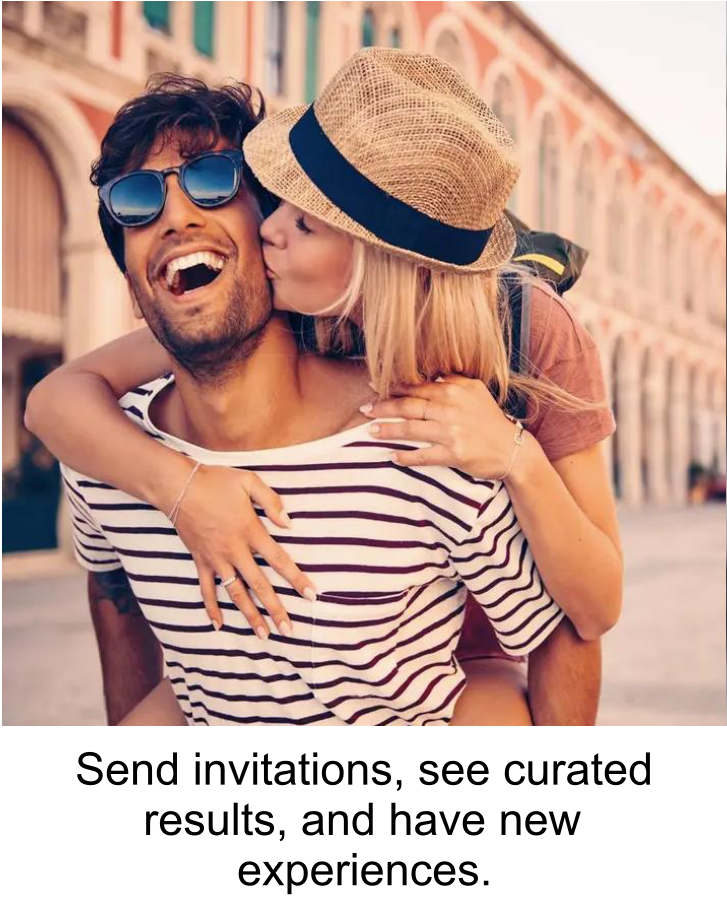 Send invitations, see curated
results, and have new
experiences.